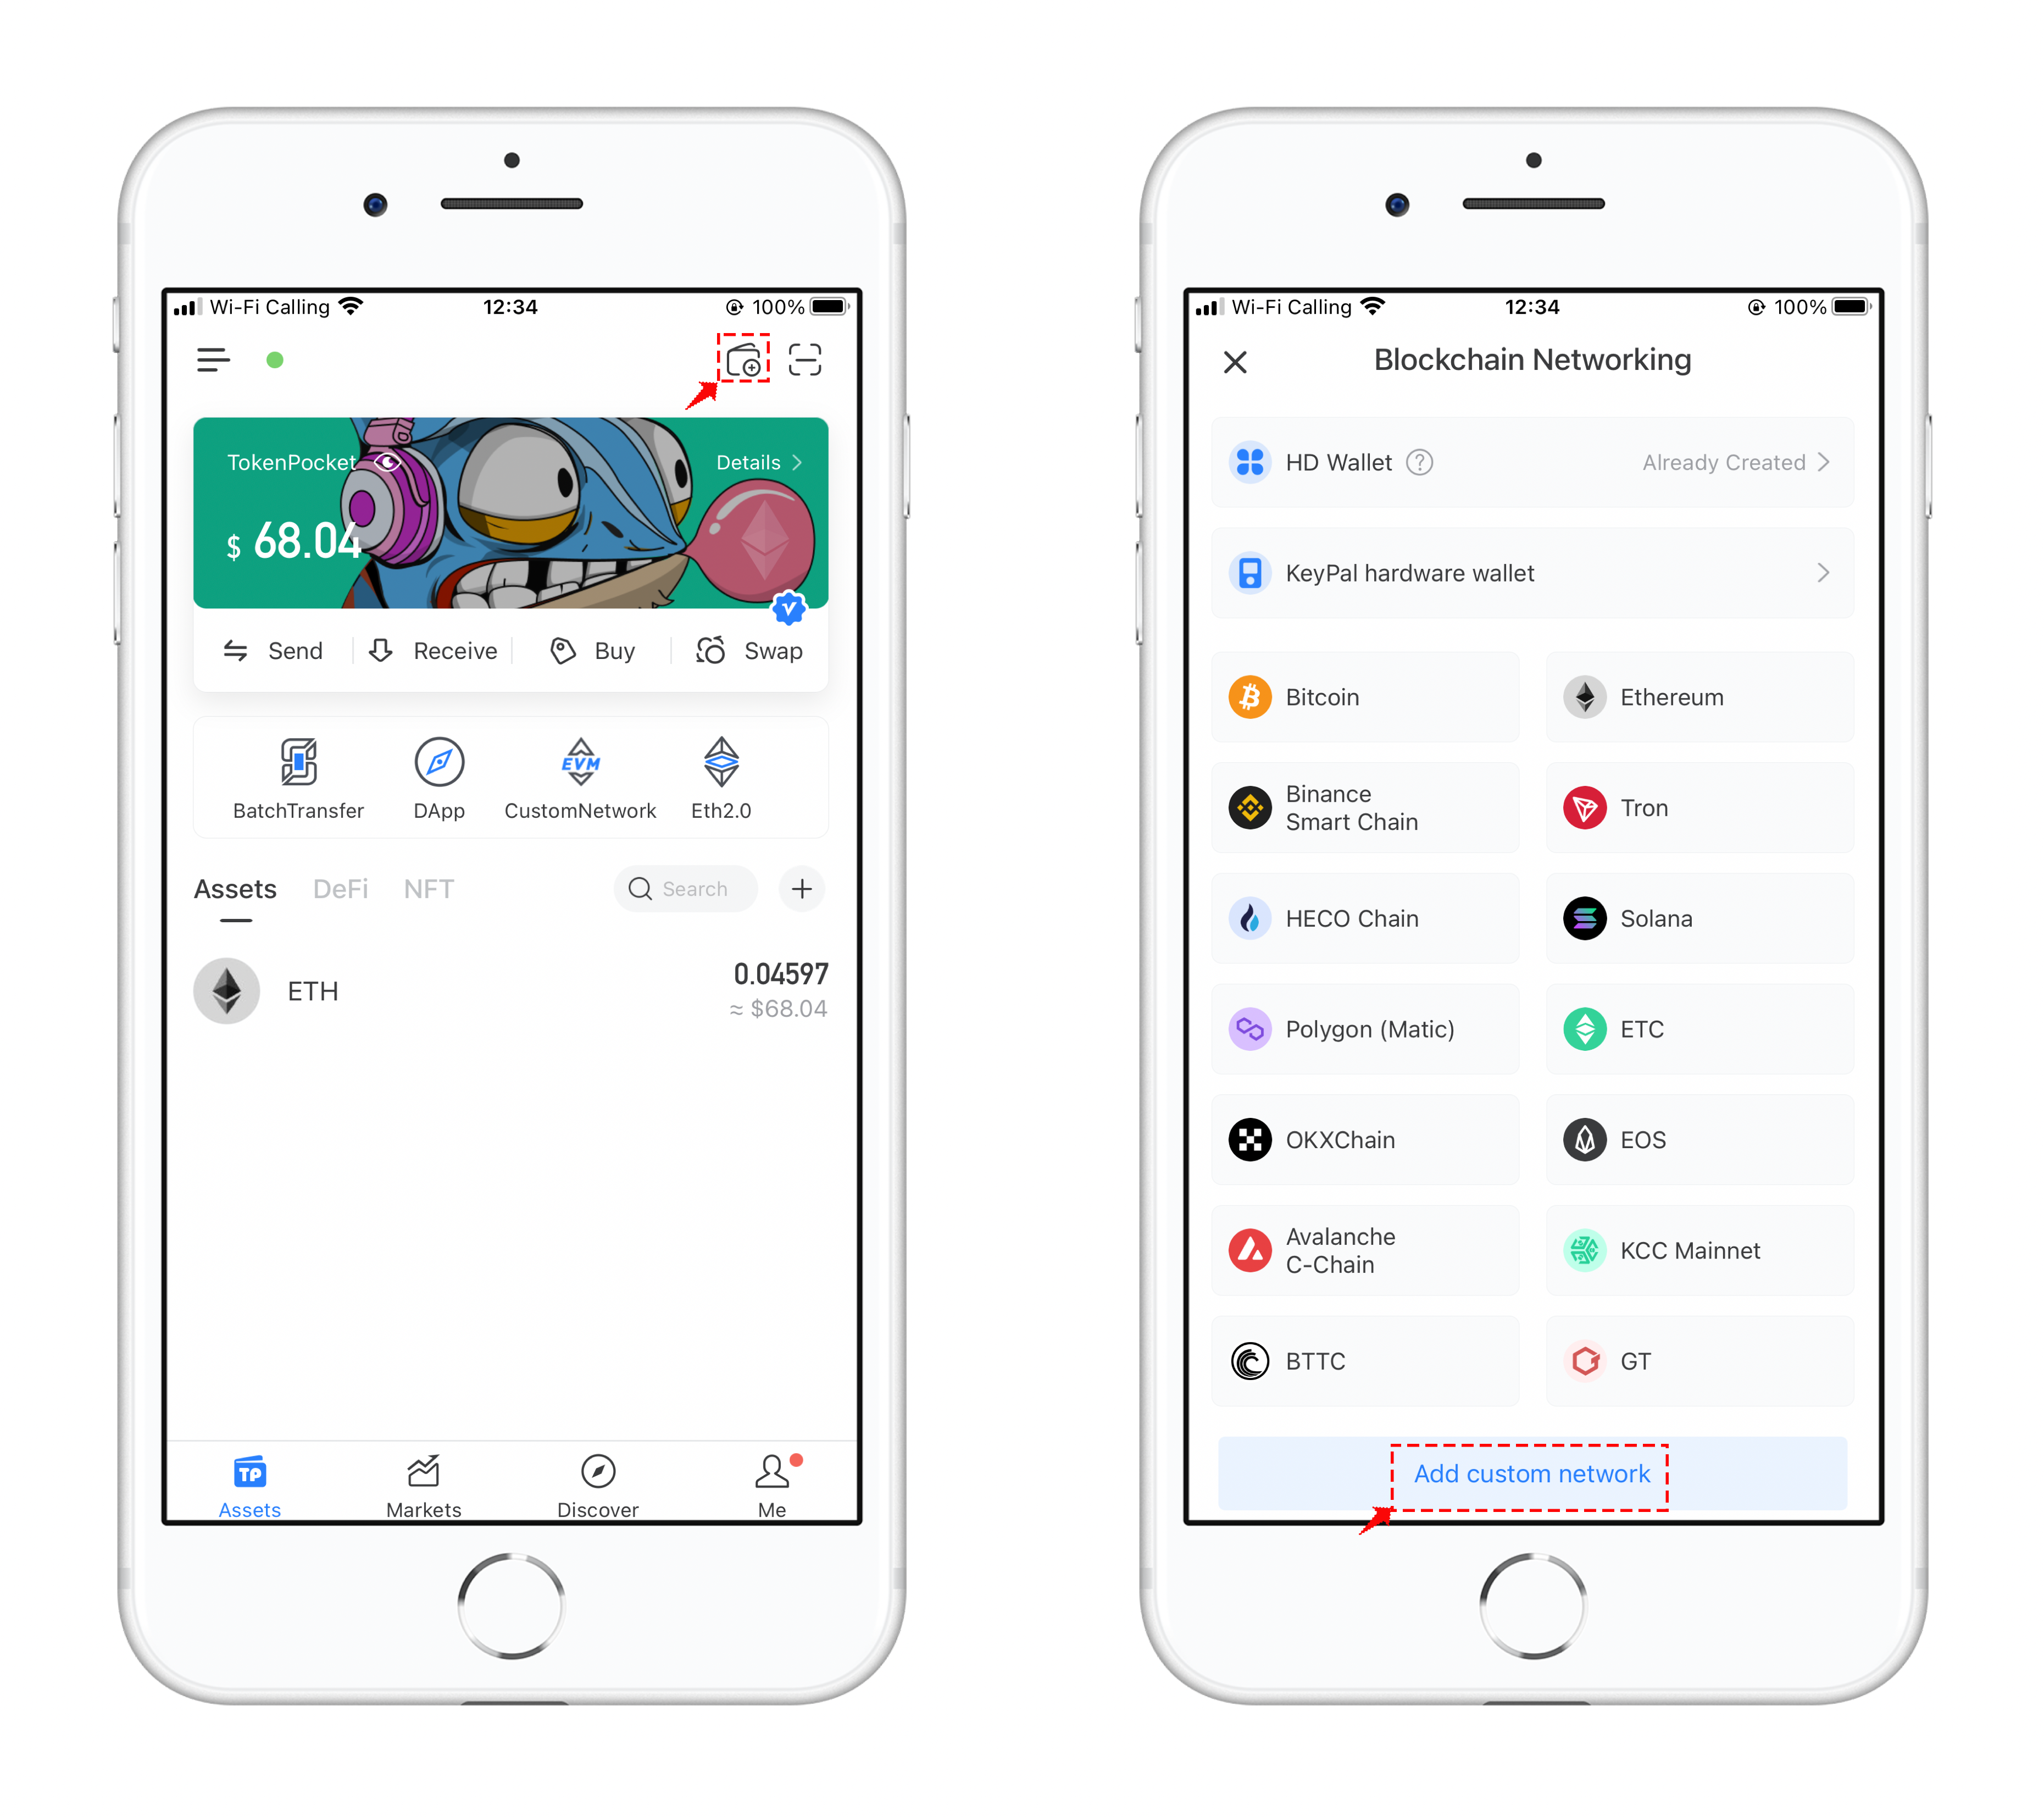 Wi-Fi Calling 12:34 100%
TokenPocket Details
$ 68.04
Send Receive Buy Swap
EVM
BatchTransfer DApp CustomNetwork Eth2.0
Assets DeFi NFT Search
ETH 0.04597
≈ $68.04
TP
Assets Markets Discover Me
Wi-Fi Calling 12:34 100%
Blockchain Networking
HD Wallet ? Already Created
KeyPal hardware wallet
Bitcoin Ethereum
Binance
Smart Chain
Tron
HECO Chain Solana
Polygon (Matic) ETC
OKXChain EOS
Avalanche
C-Chain
KCC Mainnet
BTTC GT
Add custom network